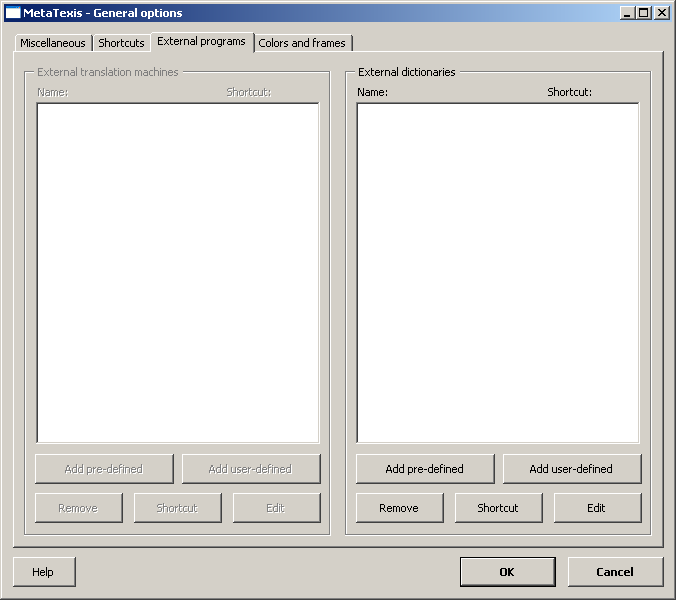 MetaTexis - General options
Miscellaneous Shortcuts External programs Colors and frames
External translation machines
Name: Shortcut:
Add pre-defined Add user-defined
Remove Shortcut Edit
External dictionaries
Name: Shortcut:
Add pre-defined Add user-defined
Remove Shortcut Edit
Help OK Cancel